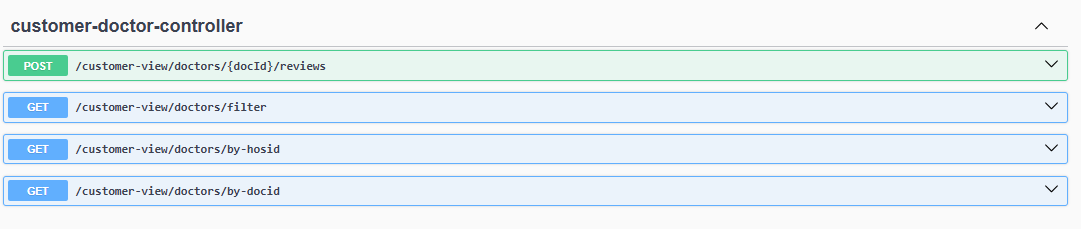 customer-doctor-controller
POST /customer-view/doctors/{docId}/reviews
GET /customer-view/doctors/filter
GET /customer-view/doctors/by-hosid
GET /customer-view/doctors/by-docid